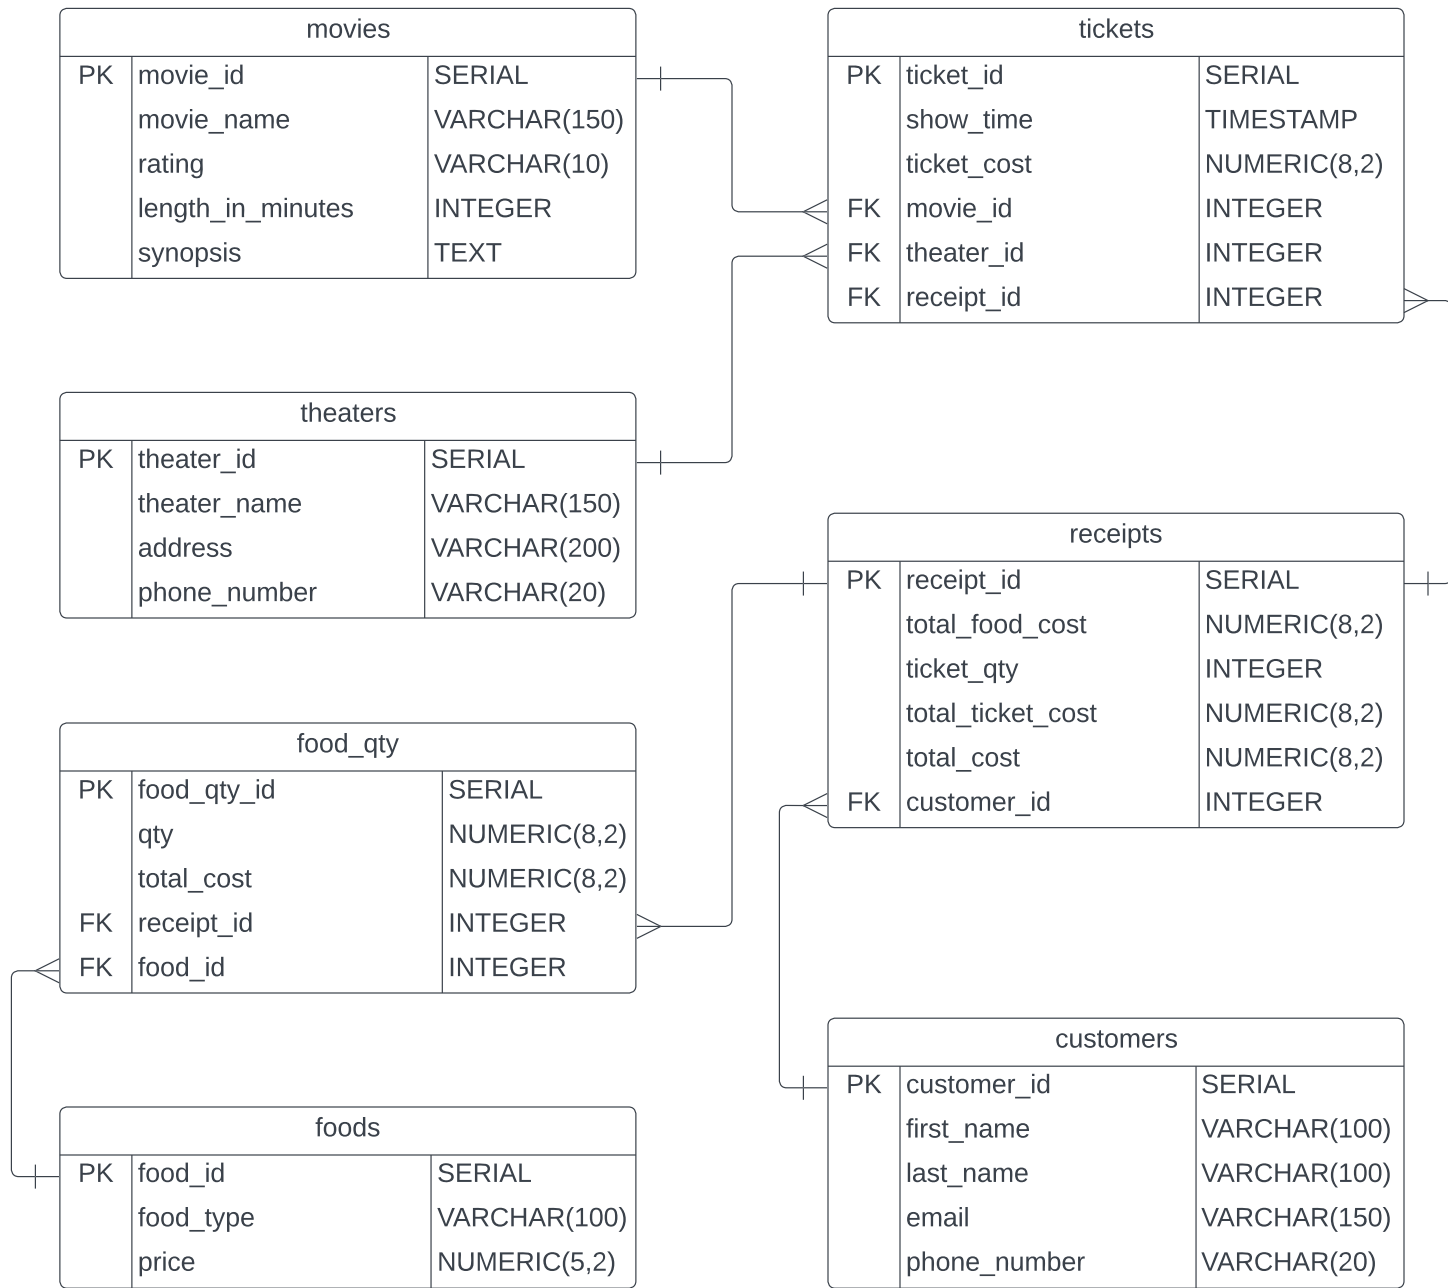 movies
PK movie_id SERIAL
movie_name VARCHAR(150)
rating VARCHAR(10)
length_in_minutes INTEGER
synopsis TEXT
tickets
PK ticket_id SERIAL
show_time TIMESTAMP
ticket_cost NUMERIC(8,2)
FK movie_id INTEGER
FK theater_id INTEGER
FK receipt_id INTEGER
theaters
PK theater_id SERIAL
theater_name VARCHAR(150)
address VARCHAR(200)
phone_number VARCHAR(20)
receipts
PK receipt_id SERIAL
total_food_cost NUMERIC(8,2)
ticket_qty INTEGER
total_ticket_cost NUMERIC(8,2)
total_cost NUMERIC(8,2)
FK customer_id INTEGER
food_qty
PK food_qty_id SERIAL
qty NUMERIC(8,2)
total_cost NUMERIC(8,2)
FK receipt_id INTEGER
FK food_id INTEGER
customers
PK customer_id SERIAL
first_name VARCHAR(100)
last_name VARCHAR(100)
email VARCHAR(150)
phone_number VARCHAR(20)
foods
PK food_id SERIAL
food_type VARCHAR(100)
price NUMERIC(5,2)